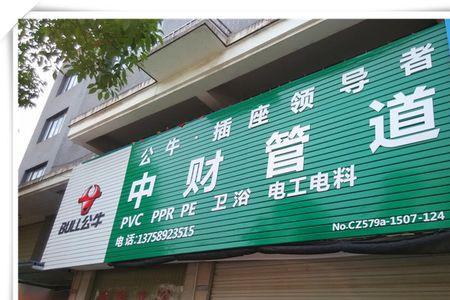 公牛·插座领导者
中财管道
BULL公牛
PVC PPR PE 卫浴 电工电料
电话:13758923515
No.CZ579a-1507-124